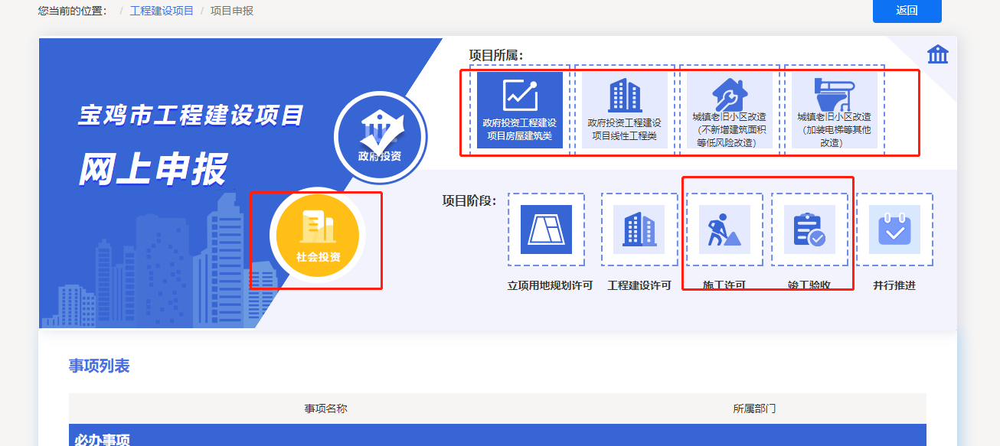 您当前的位置： / 工程建设项目 / 项目申报
返回
宝鸡市工程建设项目
网上申报
政府投资
社会投资
项目所属：
政府投资工程建设
项目房屋建筑类
政府投资工程建设
项目线性工程类
城镇老旧小区改造
（不新增建筑面积
等低风险改造）
城镇老旧小区改造
（加装电梯等其他
改造）
项目阶段：
立项用地规划许可
工程建设许可
施工许可
竣工验收
并行推进
事项列表
事项名称
所属部门
必办事项